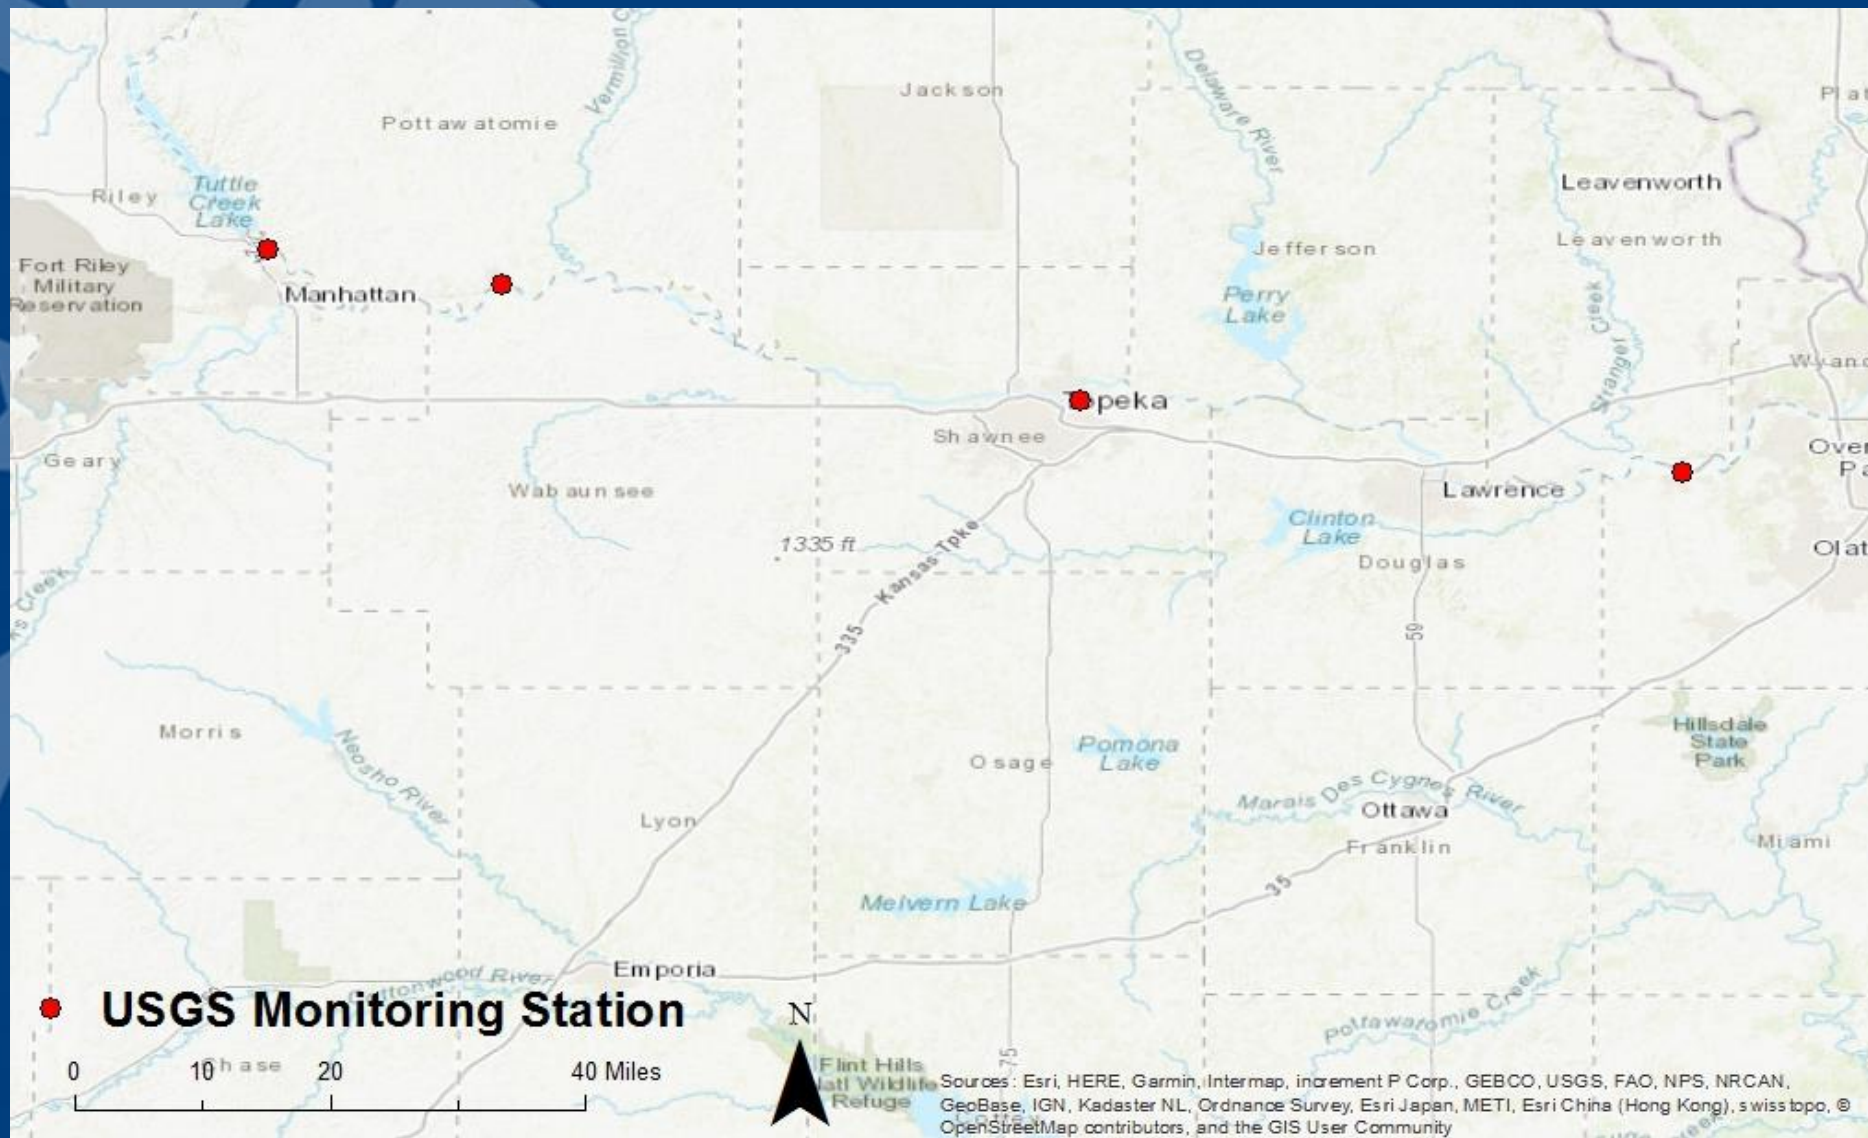 Jackson
Delaware River
Vermillion
Pottawatomie
Leavenworth
Riley
Tuttle
Creek
Lake
Jefferson
Leavenworth
Fort Riley
Military
Reservation
Manhattan
Perry
Lake
Stranger Creek
Topeka
Shawnee
Geary
Wabaunsee
Lawrence
Clinton
Lake
1335 ft
Kansas Tpke
335
Douglas
59
Creek
Morris
Neosho River
Osage
Pomona
Lake
Hillsdale
State
Park
Lyon
Marais Des Cygnes River
Ottawa
Franklin
Miami
35
Melvern Lake
Emporia
Cottonwood River
Pottawatomie Creek
USGS Monitoring Station
N
Chase
0 10 20 40 Miles
75
Flint Hills
Natl Wildlife
Refuge
Sources: Esri, HERE, Garmin, Intermap, increment P Corp., GEBCO, USGS, FAO, NPS, NRCAN,
GeoBase, IGN, Kadaster NL, Ordnance Survey, Esri Japan, METI, Esri China (Hong Kong), swisstopo, ©
OpenStreetMap contributors, and the GIS User Community